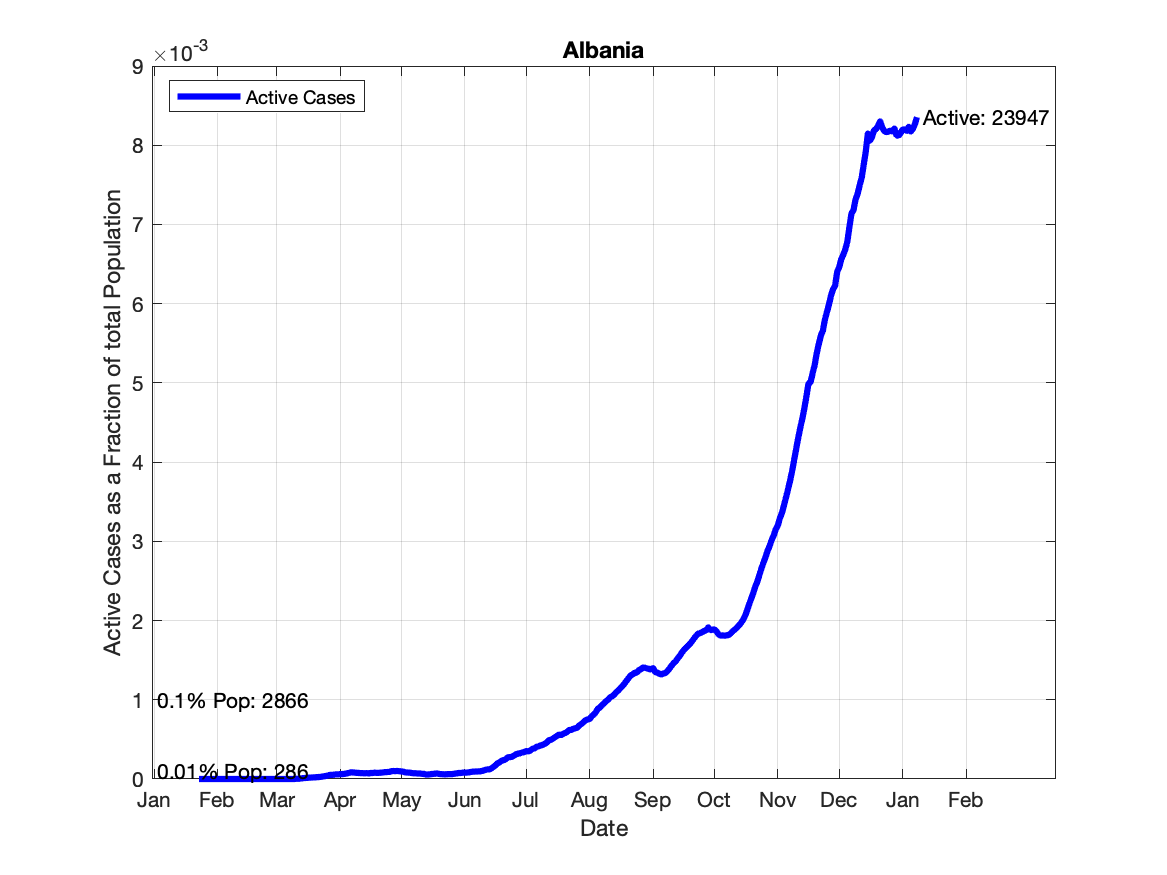 Albania
×10-3
9
8
7
6
5
4
3
2
1
0
Active Cases as a Fraction of total Population
Active Cases
Active: 23947
0.1% Pop: 2866
0.01% Pop: 286
Jan Feb Mar Apr May Jun Jul Aug Sep Oct Nov Dec Jan Feb
Date